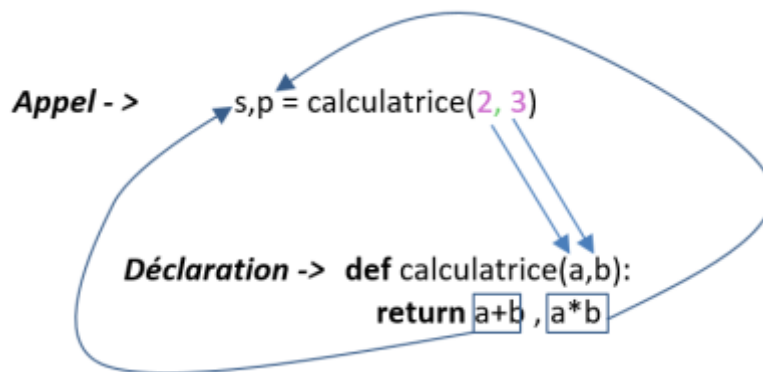 Appel - > s,p = calculatrice(2, 3)
Déclaration -> def calculatrice(a,b):
return a+b , a*b